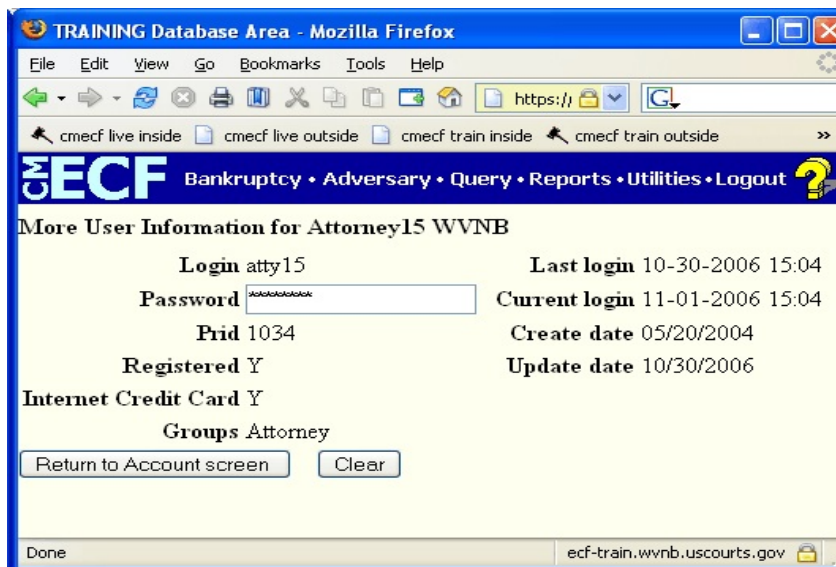 TRAINING Database Area - Mozilla Firefox
File Edit View Go Bookmarks Tools Help
https:/
G
cmecf live inside cmecf live outside cmecf train inside cmecf train outside »
CM ECF Bankruptcy • Adversary • Query • Reports • Utilities • Logout ?
More User Information for Attorney15 WVNB
Login atty15 Last login 10-30-2006 15:04
Password ********* Current login 11-01-2006 15:04
Prid 1034 Create date 05/20/2004
Registered Y Update date 10/30/2006
Internet Credit Card Y
Groups Attorney
Return to Account screen Clear
Done ecf-train.wvnb.uscourts.gov